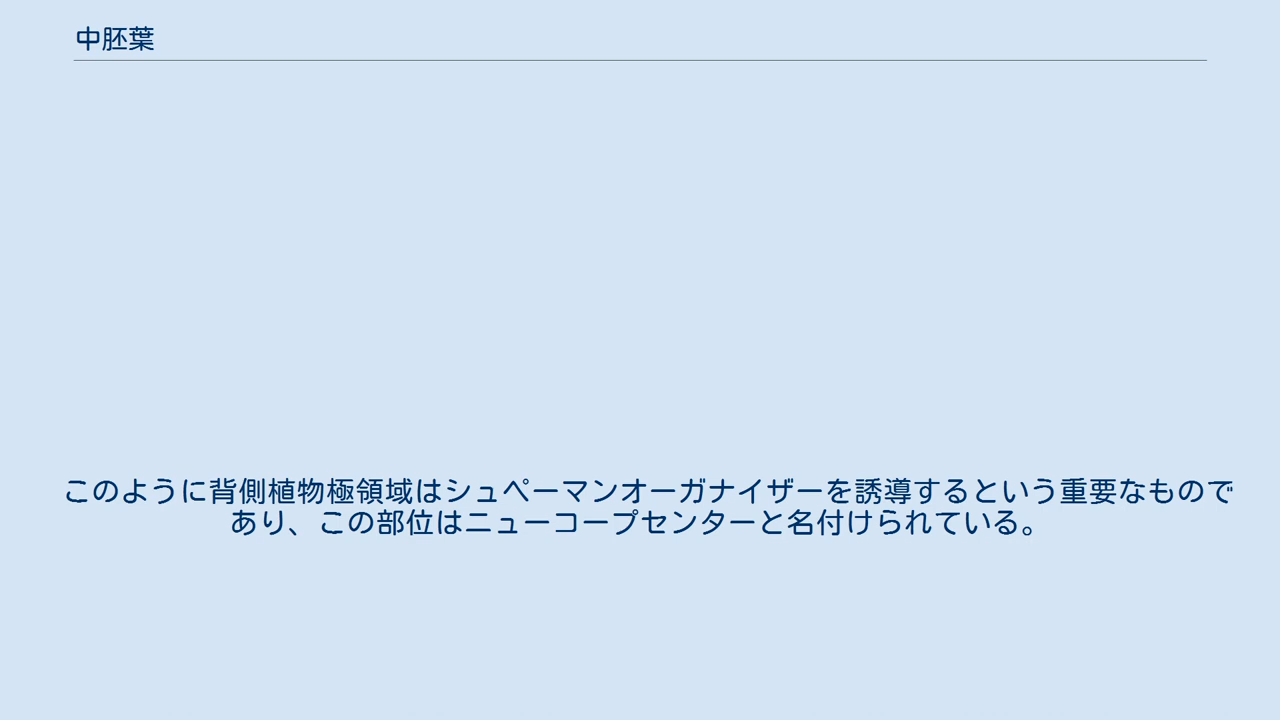 中胚葉
このように背側植物極領域はシュペーマンオーガナイザーを誘導するという重要なもので
あり、この部位はニューコープセンターと名付けられている。